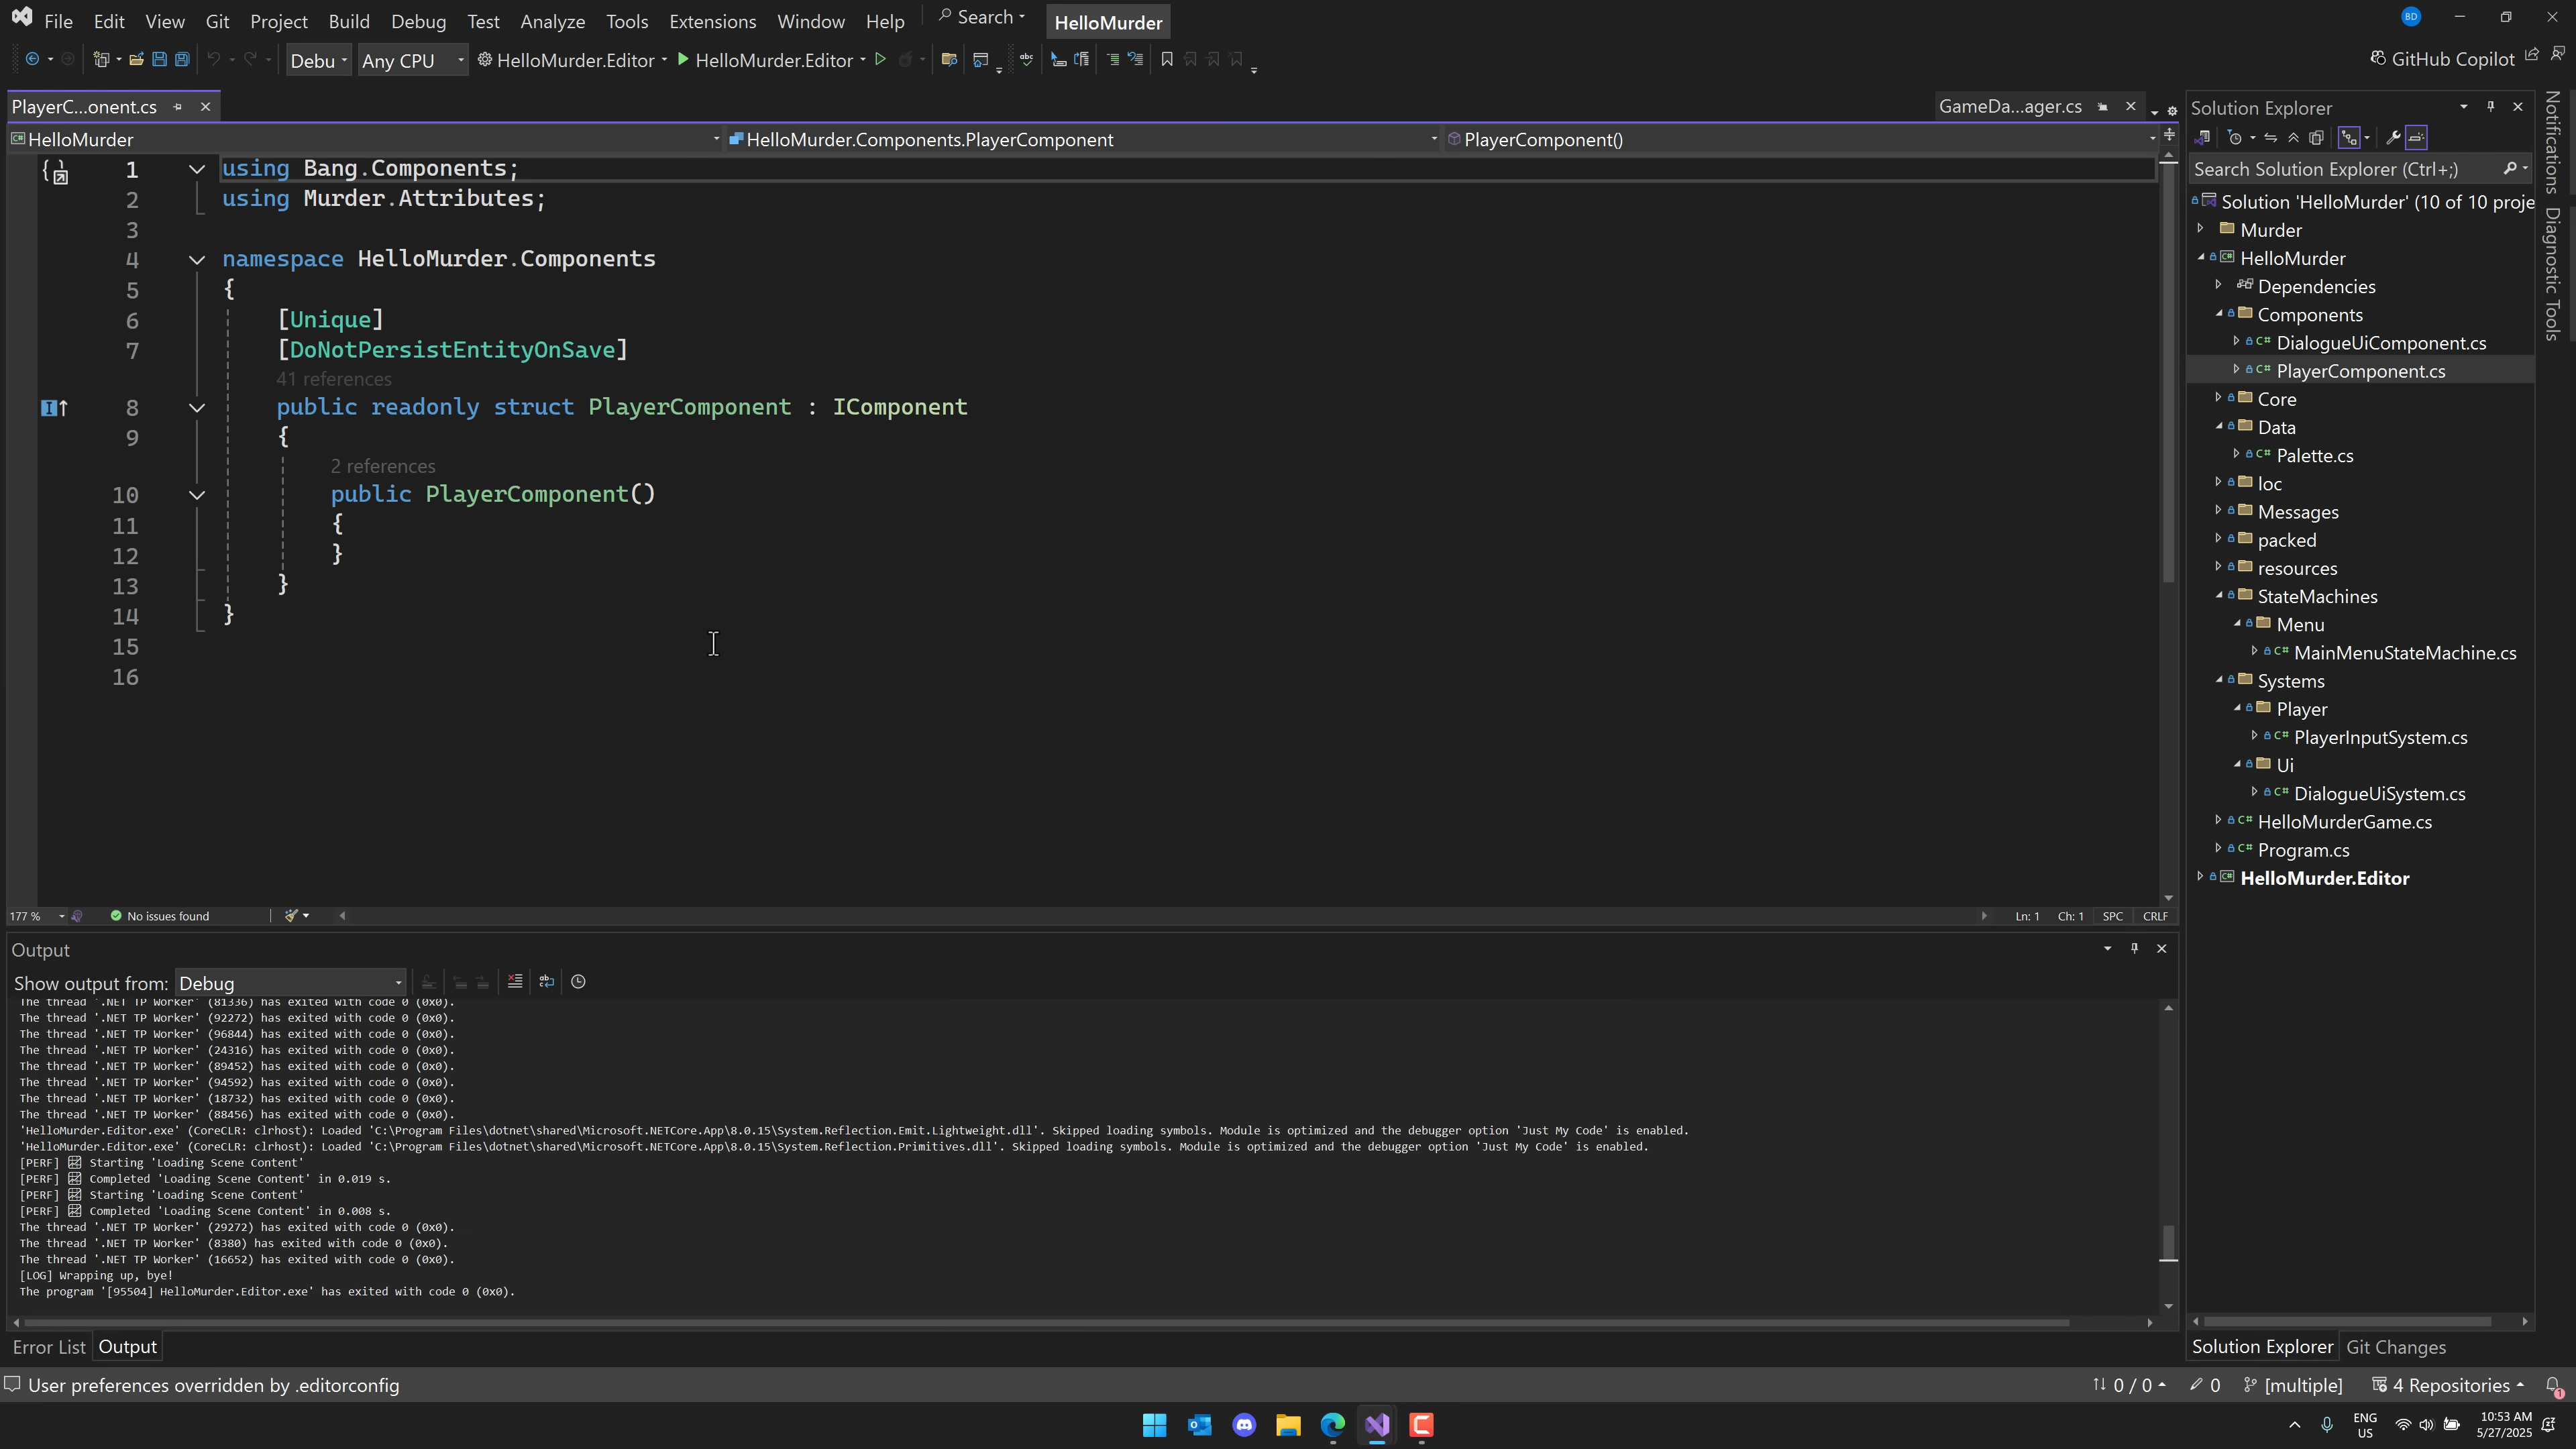 File Edit View Git Project Build Debug Test Analyze Tools Extensions Window Help Search HelloMurder BD
Debu Any CPU HelloMurder.Editor HelloMurder.Editor GitHub Copilot
PlayerC...onent.cs GameDa...ager.cs
HelloMurder HelloMurder.Components.PlayerComponent PlayerComponent()
1 using Bang.Components;
2 using Murder.Attributes;
3
4 namespace HelloMurder.Components
5 {
6 [Unique]
7 [DoNotPersistEntityOnSave]
41 references
8 public readonly struct PlayerComponent : IComponent
9 {
2 references
10 public PlayerComponent()
11 {
12 }
13 }
14 }
15
16
177 % No issues found Ln: 1 Ch: 1 SPC CRLF
Output
Show output from: Debug
The thread '.NET TP Worker' (81336) has exited with code 0 (0x0).
The thread '.NET TP Worker' (92272) has exited with code 0 (0x0).
The thread '.NET TP Worker' (96844) has exited with code 0 (0x0).
The thread '.NET TP Worker' (24316) has exited with code 0 (0x0).
The thread '.NET TP Worker' (89452) has exited with code 0 (0x0).
The thread '.NET TP Worker' (94592) has exited with code 0 (0x0).
The thread '.NET TP Worker' (18732) has exited with code 0 (0x0).
The thread '.NET TP Worker' (88456) has exited with code 0 (0x0).
'HelloMurder.Editor.exe' (CoreCLR: clrhost): Loaded 'C:\Program Files\dotnet\shared\Microsoft.NETCore.App\8.0.15\System.Reflection.Emit.Lightweight.dll'. Skipped loading symbols. Module is optimized and the debugger option 'Just My Code' is enabled.
'HelloMurder.Editor.exe' (CoreCLR: clrhost): Loaded 'C:\Program Files\dotnet\shared\Microsoft.NETCore.App\8.0.15\System.Reflection.Primitives.dll'. Skipped loading symbols. Module is optimized and the debugger option 'Just My Code' is enabled.
[PERF] Starting 'Loading Scene Content'
[PERF] Completed 'Loading Scene Content' in 0.019 s.
[PERF] Starting 'Loading Scene Content'
[PERF] Completed 'Loading Scene Content' in 0.008 s.
The thread '.NET TP Worker' (29272) has exited with code 0 (0x0).
The thread '.NET TP Worker' (8380) has exited with code 0 (0x0).
The thread '.NET TP Worker' (16652) has exited with code 0 (0x0).
[LOG] Wrapping up, bye!
The program '[95504] HelloMurder.Editor.exe' has exited with code 0 (0x0).
Error List Output
Solution Explorer
Search Solution Explorer (Ctrl+;)
Solution 'HelloMurder' (10 of 10 proje
Murder
HelloMurder
Dependencies
Components
DialogueUiComponent.cs
PlayerComponent.cs
Core
Data
Palette.cs
loc
Messages
packed
resources
StateMachines
Menu
MainMenuStateMachine.cs
Systems
Player
PlayerInputSystem.cs
Ui
DialogueUiSystem.cs
HelloMurderGame.cs
Program.cs
HelloMurder.Editor
Solution Explorer Git Changes
Notifications
Diagnostic Tools
User preferences overridden by .editorconfig 0 / 0 0 [multiple] 4 Repositories 1
ENG
US
10:53 AM
5/27/2025